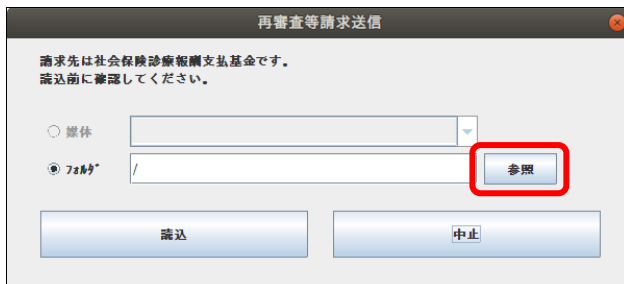 再審査等請求送信
請求先は社会保険診療報酬支払基金です。
読込前に確認してください。
媒体
ﾌｫﾙﾀﾞ /
参照
読込 中止